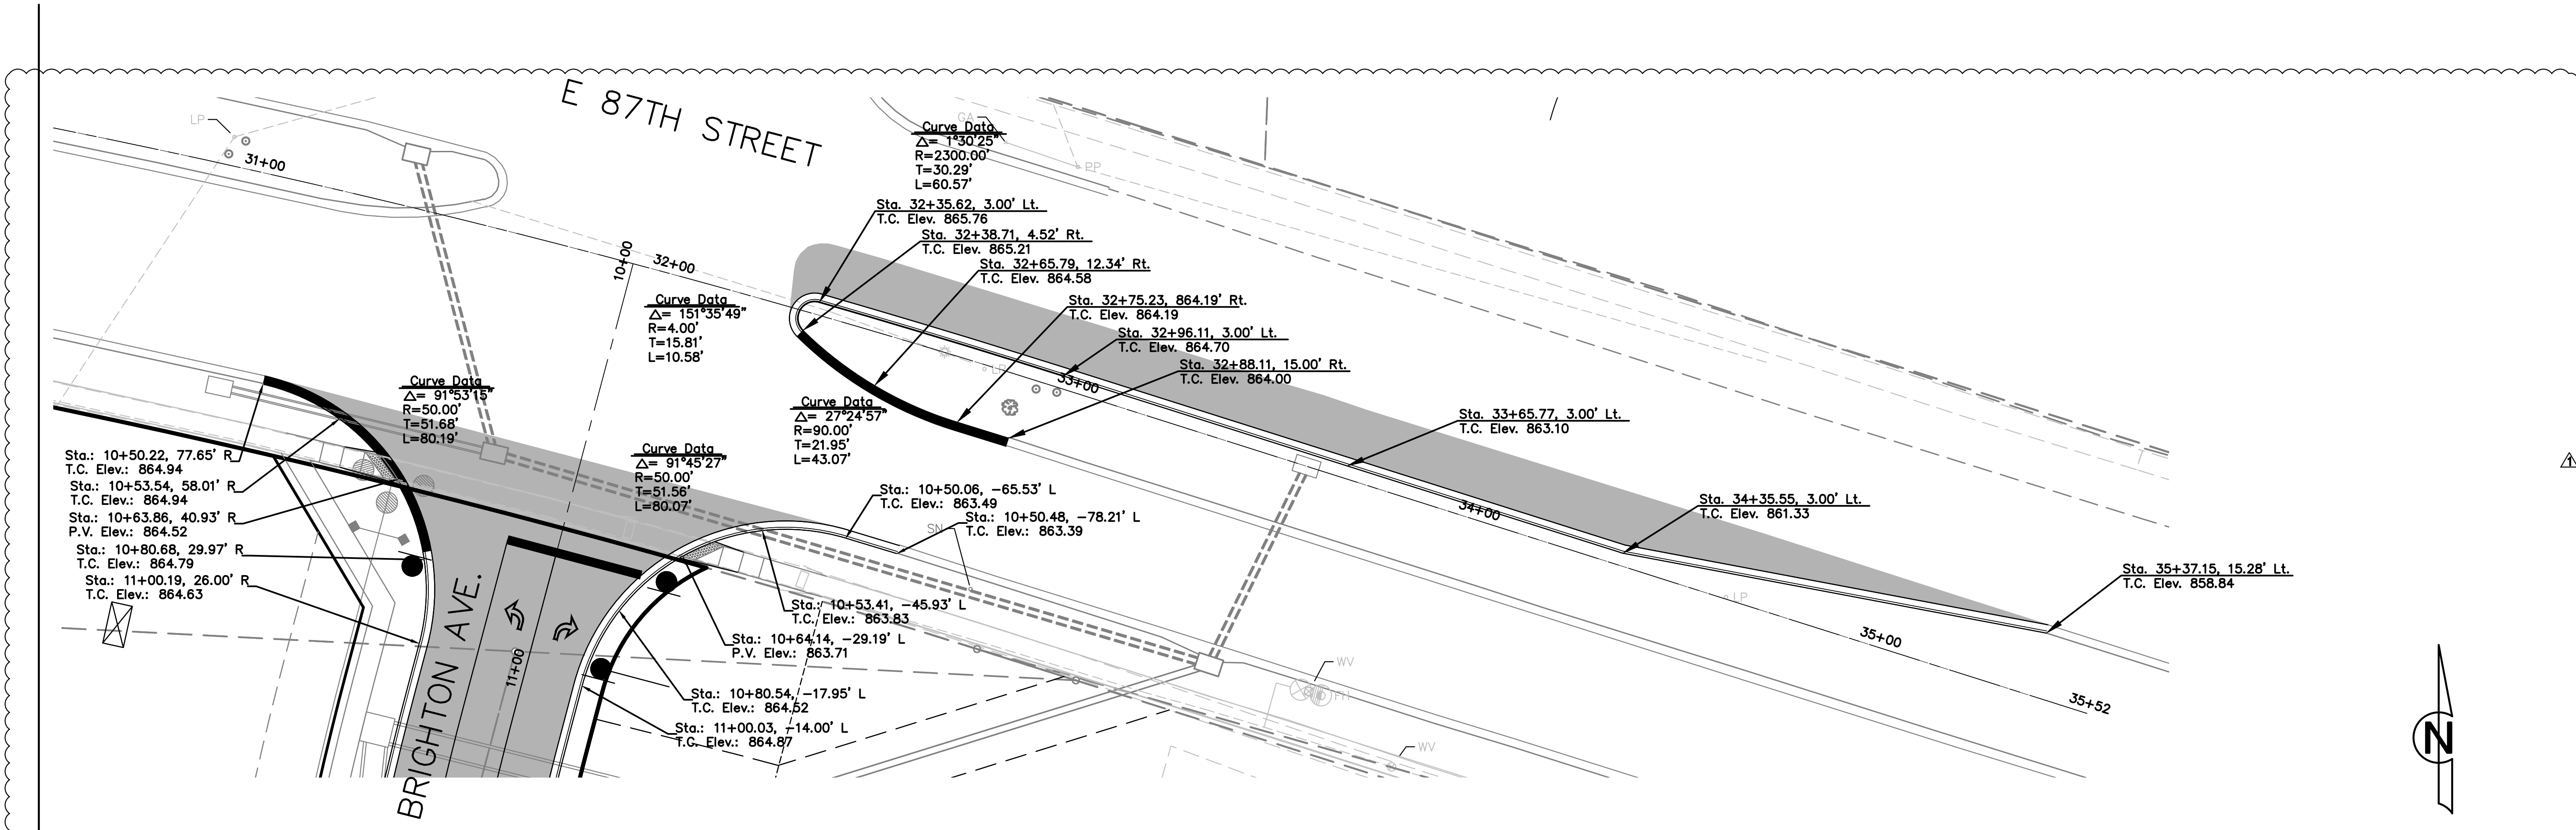 E 87TH STREET
LP
31+00
10+00
32+00
GA
PP
Curve Data
△= 1°30'25"
R=2300.00'
T=30.29'
L=60.57'
Sta. 32+35.62, 3.00' Lt.
T.C. Elev. 865.76
Sta. 32+38.71, 4.52' Rt.
T.C. Elev. 865.21
Sta. 32+65.79, 12.34' Rt.
T.C. Elev. 864.58
Sta. 32+75.23, 864.19' Rt.
T.C. Elev. 864.19
Sta. 32+96.11, 3.00' Lt.
T.C. Elev. 864.70
Sta. 32+88.11, 15.00' Rt.
T.C. Elev. 864.00
Curve Data
△= 151°35'49"
R=4.00'
T=15.81'
L=10.58'
LP
33+00
Curve Data
△= 91°53'15"
R=50.00'
T=51.68'
L=80.19'
Curve Data
△= 27°24'57"
R=90.00'
T=21.95'
L=43.07'
Curve Data
△= 91°45'27"
R=50.00'
T=51.56'
L=80.07'
Sta. 33+65.77, 3.00' Lt.
T.C. Elev. 863.10
Sta.: 10+50.22, 77.65' R
T.C. Elev.: 864.94
Sta.: 10+53.54, 58.01' R
T.C. Elev.: 864.94
Sta.: 10+63.86, 40.93' R
P.V. Elev.: 864.52
Sta.: 10+80.68, 29.97' R
T.C. Elev.: 864.79
Sta.: 11+00.19, 26.00' R
T.C. Elev.: 864.63
Sta.: 10+50.06, -65.53' L
T.C. Elev.: 863.49
Sta.: 10+50.48, -78.21' L
T.C. Elev.: 863.39
SN
34+00
Sta. 34+35.55, 3.00' Lt.
T.C. Elev. 861.33
Sta. 35+37.15, 15.28' Lt.
T.C. Elev. 858.84
LP
Sta.: 10+53.41, -45.93' L
T.C. Elev.: 863.83
Sta.: 10+64.14, -29.19' L
P.V. Elev.: 863.71
Sta.: 10+80.54, -17.95' L
T.C. Elev.: 864.52
Sta.: 11+00.03, -14.00' L
T.C. Elev.: 864.87
BRIGHTON AVE.
11+00
35+00
35+52
WV
FH
WV
N
1